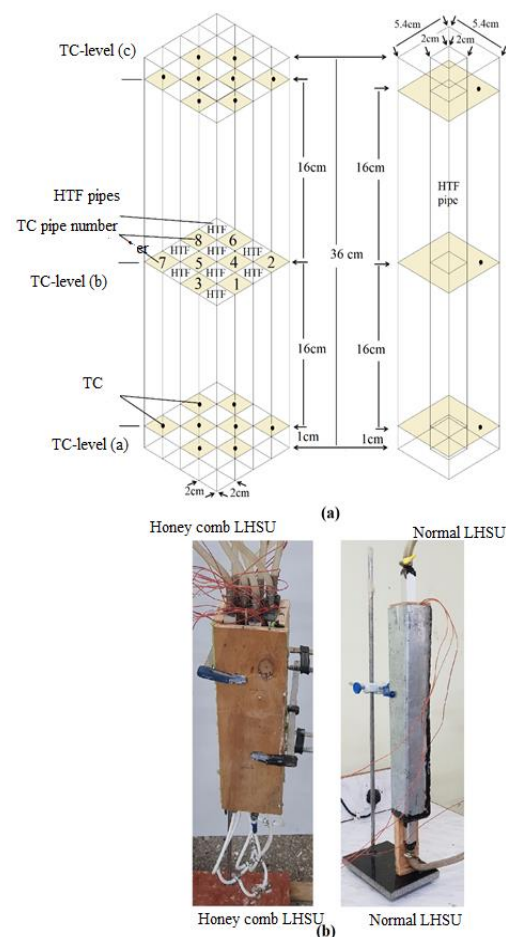 5.4cm
5.4cm
2cm
2cm
TC-level (c)
16cm
16cm
HTF pipes
HTF
pipe
TC pipe number
er
HTF
8
6
HTF
HTF
HTF
7
5
4
2
36 cm
HTF
HTF
HTF
3
1
HTF
TC-level (b)
16cm
16cm
TC
TC-level (a)
1cm
1cm
2cm
2cm
(a)
Honey comb LHSU
Normal LHSU
Honey comb LHSU
Normal LHSU
(b)